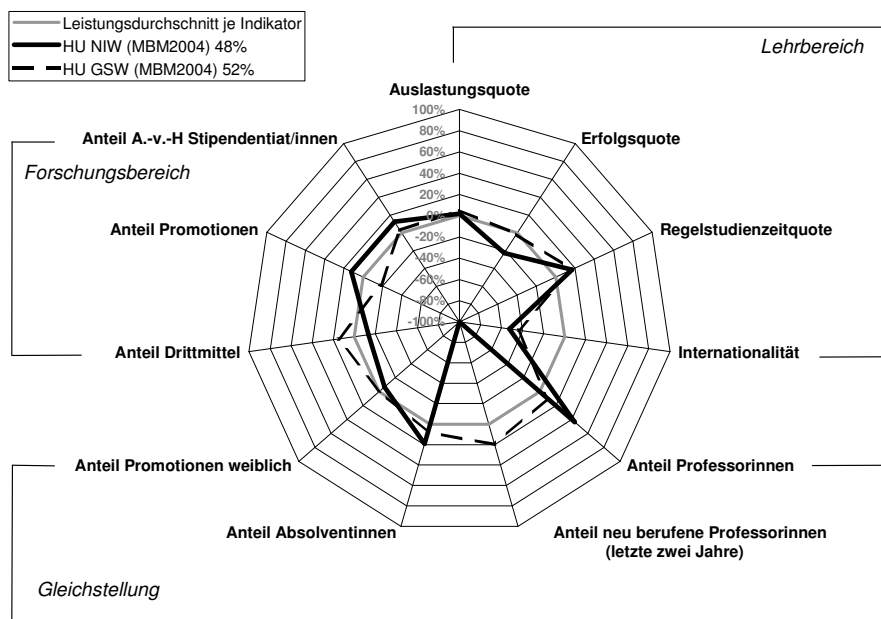 Leistungsdurchschnitt je Indikator
HU NIW (MBM2004) 48%
HU GSW (MBM2004) 52%
Lehrbereich
Auslastungsquote
100%
80%
60%
40%
20%
0%
-20%
-40%
-60%
-80%
-100%
Anteil A.-v.-H Stipendentiat/innen
Erfolgsquote
Forschungsbereich
Anteil Promotionen
Regelstudienzeitquote
Anteil Drittmittel
Internationalität
Anteil Promotionen weiblich
Anteil Professorinnen
Anteil Absolventinnen
Anteil neu berufene Professorinnen
(letzte zwei Jahre)
Gleichstellung